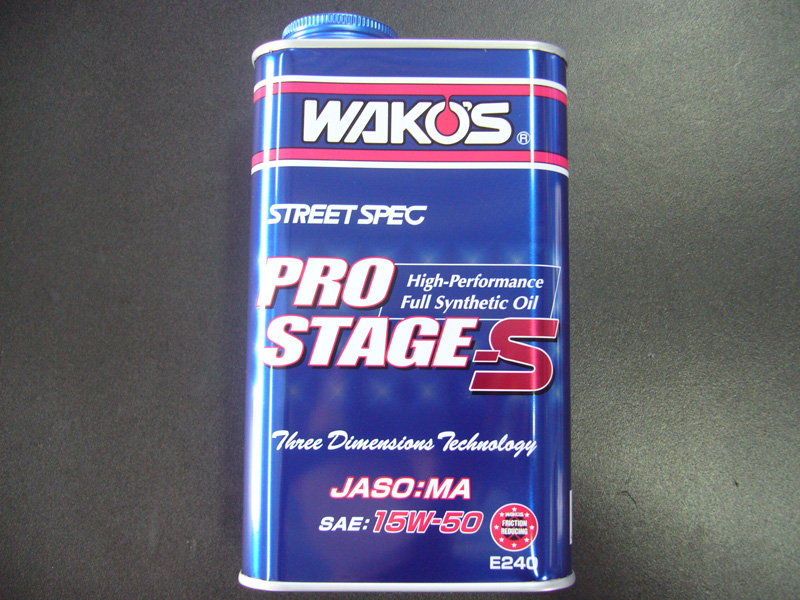 WAKO'S ®
STREET SPEC
PRO
High-Performance
Full Synthetic Oil
STAGE-S
Three Dimensions Technology
JASO:MA
SAE: 15W-50
WAKO'S
FRICTION
REDUCING
E240